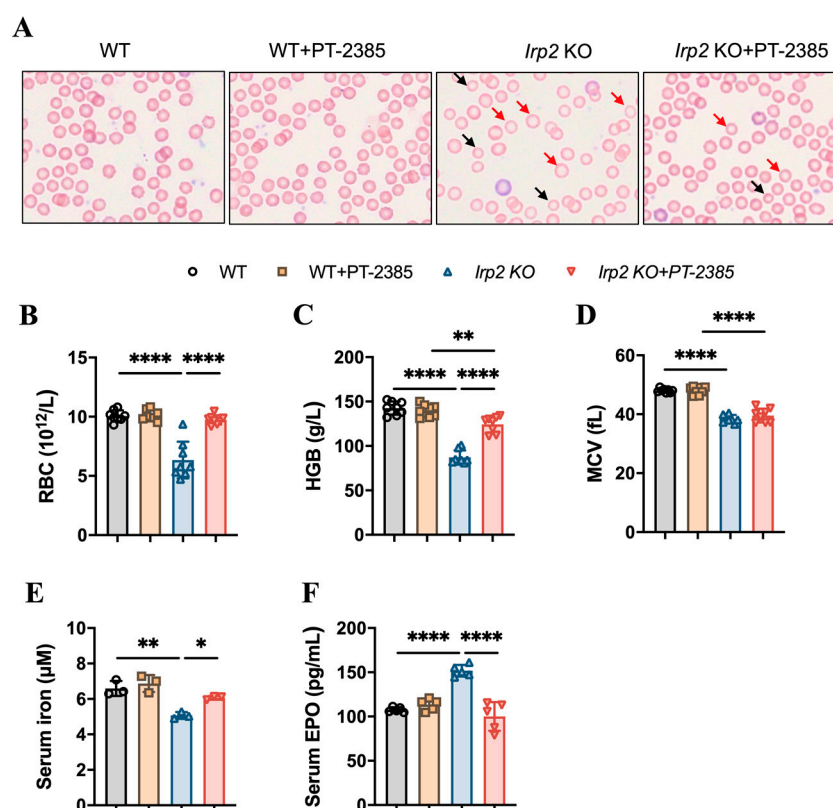 A
WT
WT+PT-2385
Irp2 KO
Irp2 KO+PT-2385
WT
WT+PT-2385
Irp2 KO
Irp2 KO+PT-2385
B
RBC (10¹²/L)
15
10
5
0
****
****
C
HGB (g/L)
200
150
100
50
0
**
****
****
D
MCV (fL)
60
40
20
0
****
****
E
Serum iron (µM)
10
8
6
4
2
0
**
*
F
Serum EPO (pg/mL)
200
150
100
50
0
****
****